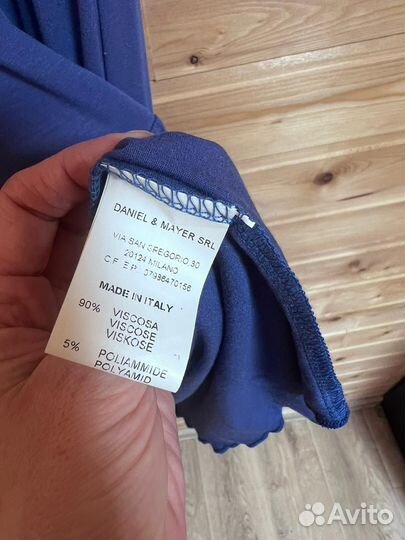 DANIEL & MAYER SRL
VIA SAN GREGORIO, 30
20124 MILANO
C.F. E P.I. 07986470156
MADE IN ITALY
90% VISCOSA
VISCOSE
VISKOSE
5% POLIAMMIDE
POLYAMID
Avito